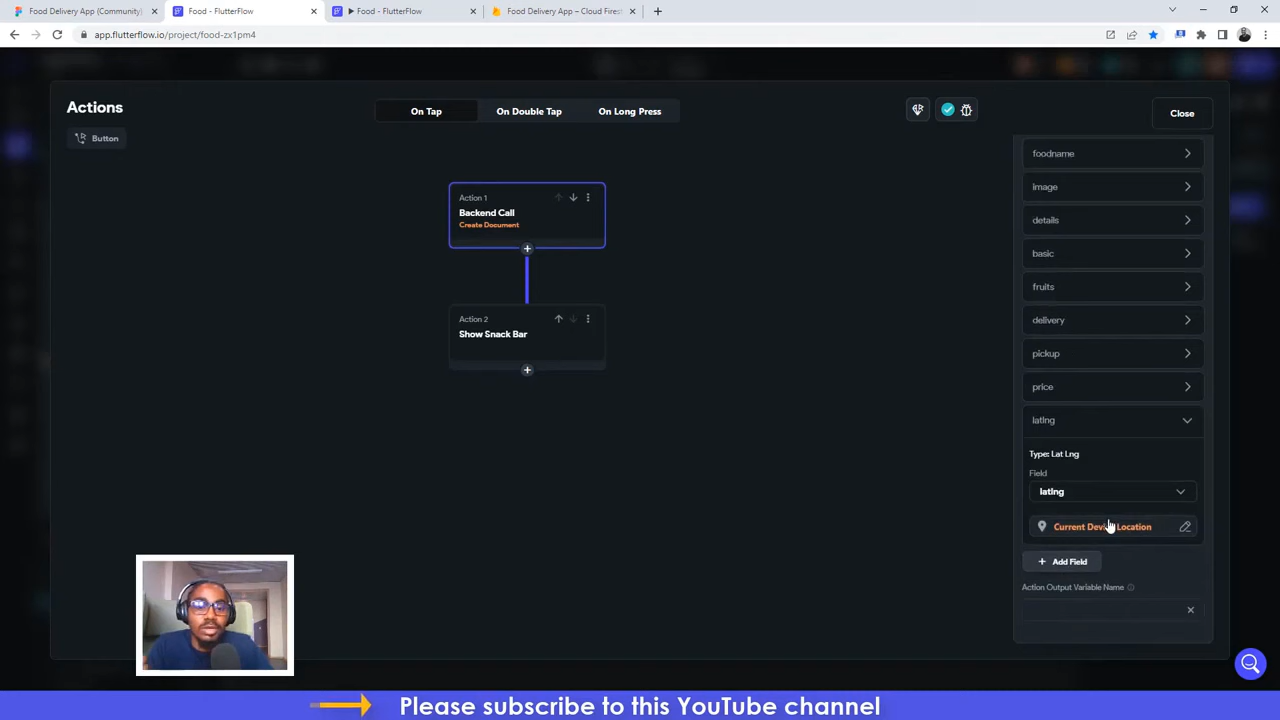 Food Delivery App (Community)
Food - FlutterFlow
Food - FlutterFlow
Food Delivery App – Cloud Firest
app.flutterflow.io/project/food-zx1pm4
Actions
On Tap
On Double Tap
On Long Press
Close
Button
Action 1
Backend Call
Create Document
Action 2
Show Snack Bar
foodname
image
details
basic
fruits
delivery
pickup
price
latlng
Type: Lat Lng
Field
latlng
Current Device Location
Add Field
Action Output Variable Name
Please subscribe to this YouTube channel